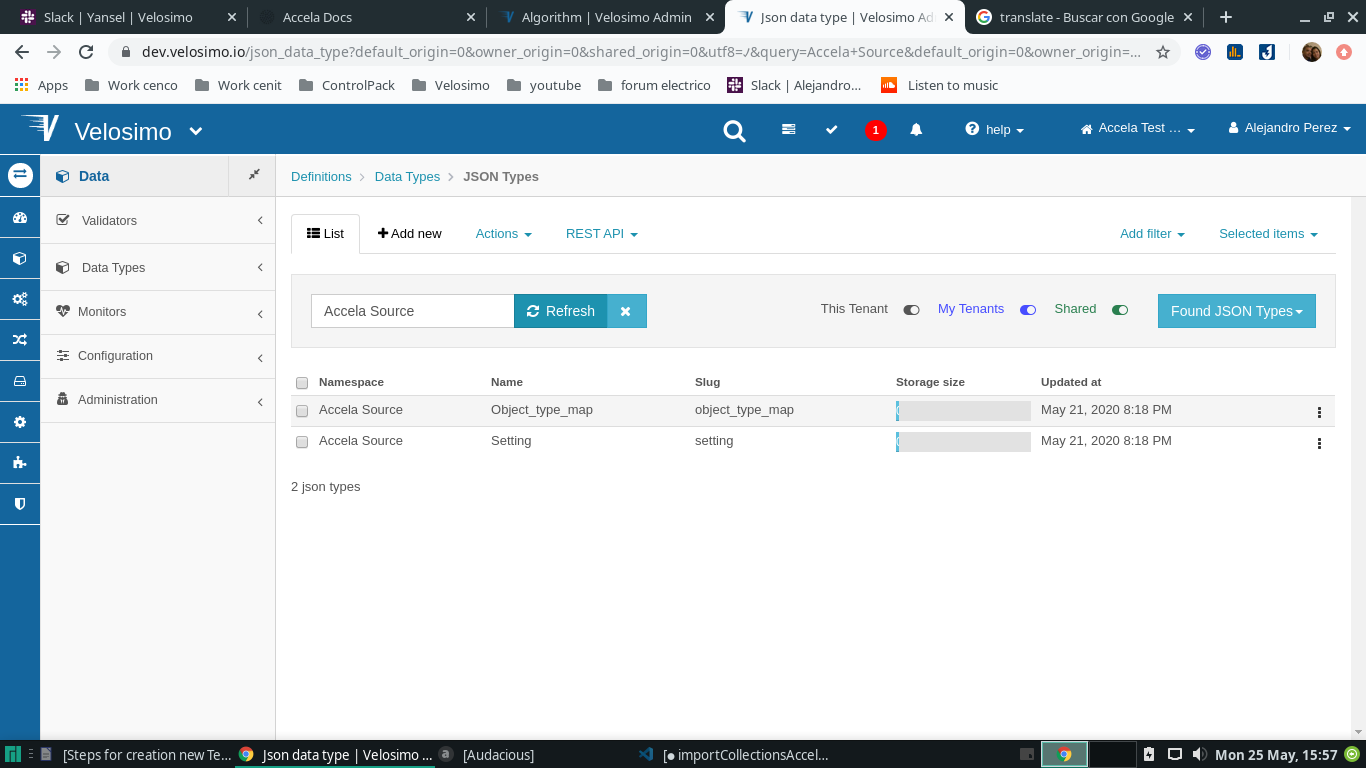 Slack | Yansel | Velosimo
Accela Docs
Algorithm | Velosimo Admin
Json data type | Velosimo Ad
translate - Buscar con Google
dev.velosimo.io/json_data_type?default_origin=0&owner_origin=0&shared_origin=0&utf8=✓&query=Accela+Source&default_origin=0&owner_origin=...
Apps
Work cenco
Work cenit
ControlPack
Velosimo
youtube
forum electrico
Slack | Alejandro...
Listen to music
Velosimo
1
help
Accela Test ...
Alejandro Perez
Data
Definitions > Data Types > JSON Types
Validators
Data Types
Monitors
Configuration
Administration
List
Add new
Actions
REST API
Add filter
Selected items
Accela Source
Refresh
This Tenant
My Tenants
Shared
Found JSON Types
Namespace Name Slug Storage size Updated at
Accela Source Object_type_map object_type_map May 21, 2020 8:18 PM
Accela Source Setting setting May 21, 2020 8:18 PM
2 json types
[Steps for creation new Te...
Json data type | Velosimo ...
[Audacious]
[● importCollectionsAccel...
Mon 25 May, 15:57